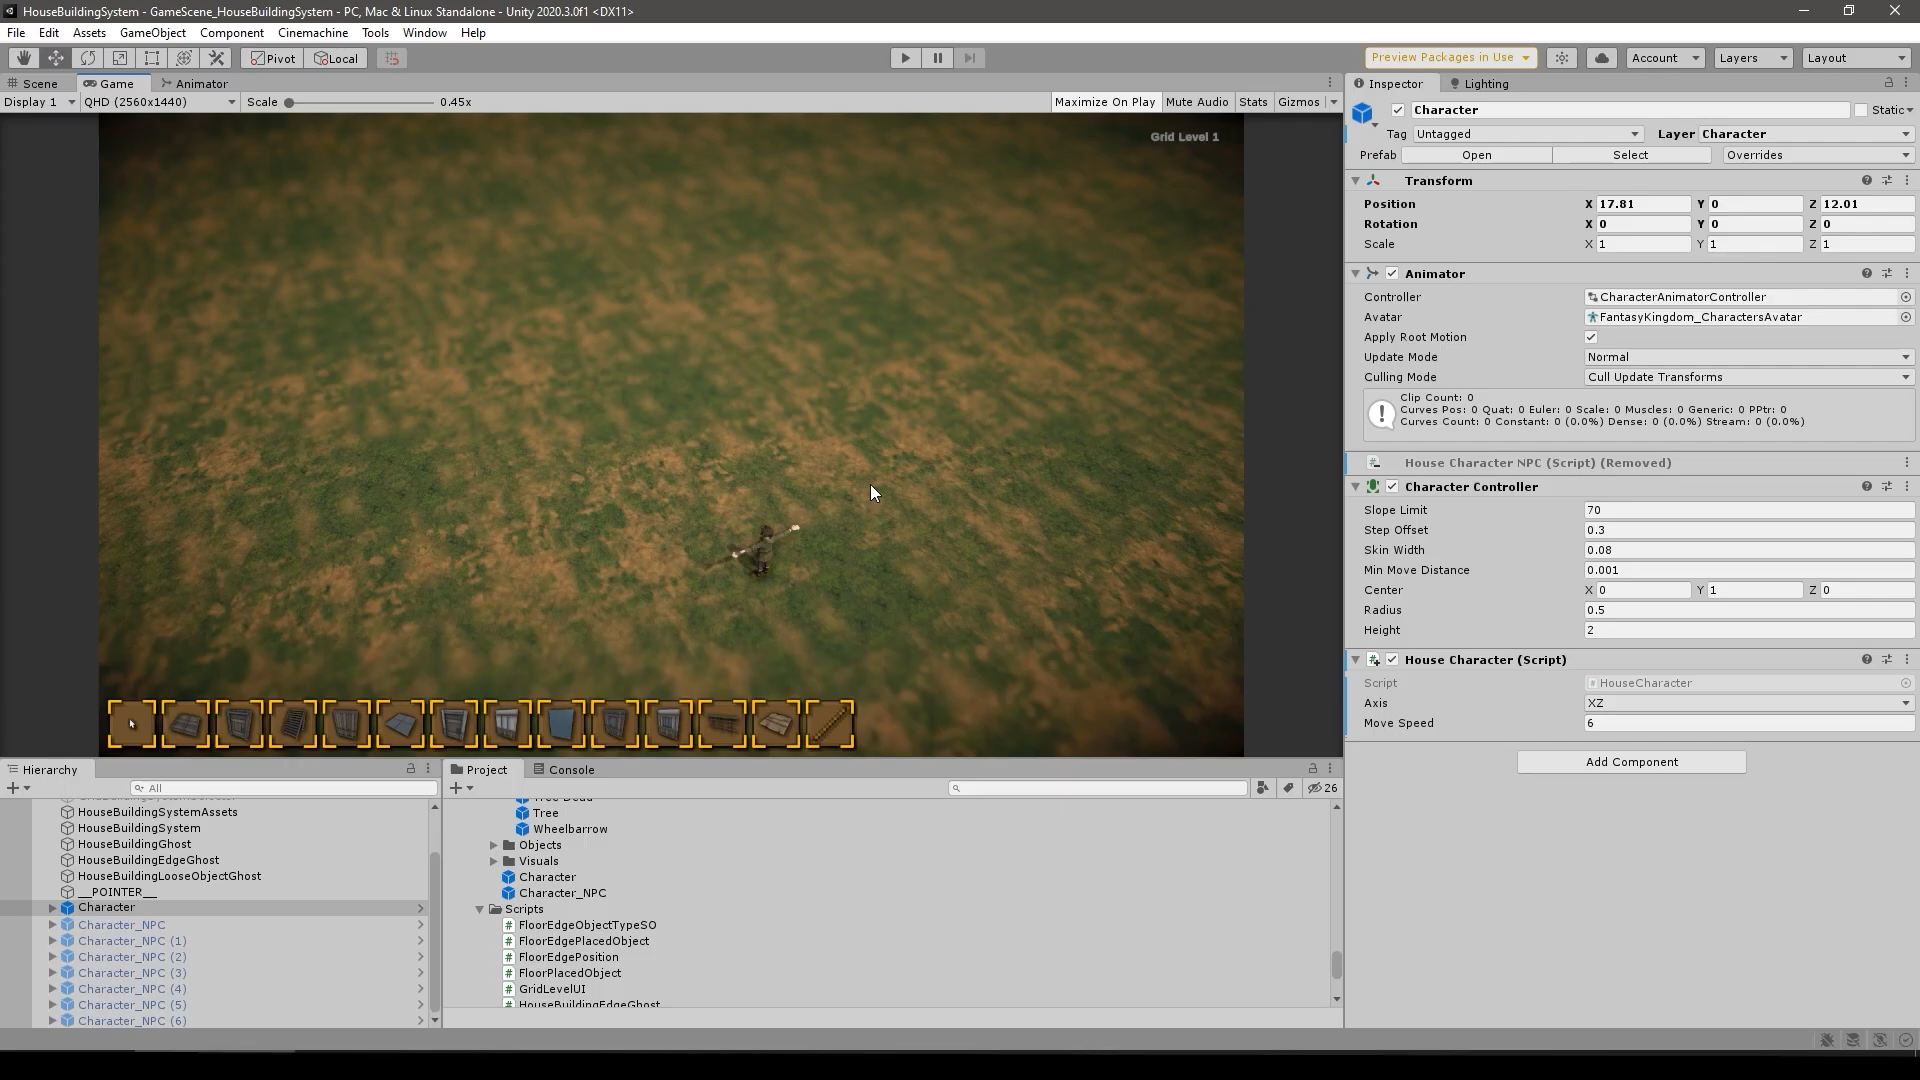 HouseBuildingSystem - GameScene_HouseBuildingSystem - PC, Mac & Linux Standalone - Unity 2020.3.0f1 <DX11>
File Edit Assets GameObject Component Cinemachine Tools Window Help
Pivot Local
Preview Packages in Use
Account Layers Layout
Scene Game Animator
Display 1 QHD (2560x1440) Scale 0.45x
Maximize On Play Mute Audio Stats Gizmos
Grid Level 1
Inspector Lighting
Character Static
Tag Untagged Layer Character
Prefab Open Select Overrides
Transform
Position X 17.81 Y 0 Z 12.01
Rotation X 0 Y 0 Z 0
Scale X 1 Y 1 Z 1
Animator
Controller CharacterAnimatorController
Avatar FantasyKingdom_CharactersAvatar
Apply Root Motion
Update Mode Normal
Culling Mode Cull Update Transforms
Clip Count: 0
Curves Pos: 0 Quat: 0 Euler: 0 Scale: 0 Muscles: 0 Generic: 0 PPtr: 0
Curves Count: 0 Constant: 0 (0.0%) Dense: 0 (0.0%) Stream: 0 (0.0%)
House Character NPC (Script) (Removed)
Character Controller
Slope Limit 70
Step Offset 0.3
Skin Width 0.08
Min Move Distance 0.001
Center X 0 Y 1 Z 0
Radius 0.5
Height 2
House Character (Script)
Script HouseCharacter
Axis XZ
Move Speed 6
Add Component
Hierarchy
All
HouseBuildingSystemAssets
HouseBuildingSystem
HouseBuildingGhost
HouseBuildingEdgeGhost
HouseBuildingLooseObjectGhost
__POINTER__
Character
Character_NPC
Character_NPC (1)
Character_NPC (2)
Character_NPC (3)
Character_NPC (4)
Character_NPC (5)
Character_NPC (6)
Project Console
26
Tree Dead
Tree
Wheelbarrow
Objects
Visuals
Character
Character_NPC
Scripts
FloorEdgeObjectTypeSO
FloorEdgePlacedObject
FloorEdgePosition
FloorPlacedObject
GridLevelUI
HouseBuildingEdgeGhost